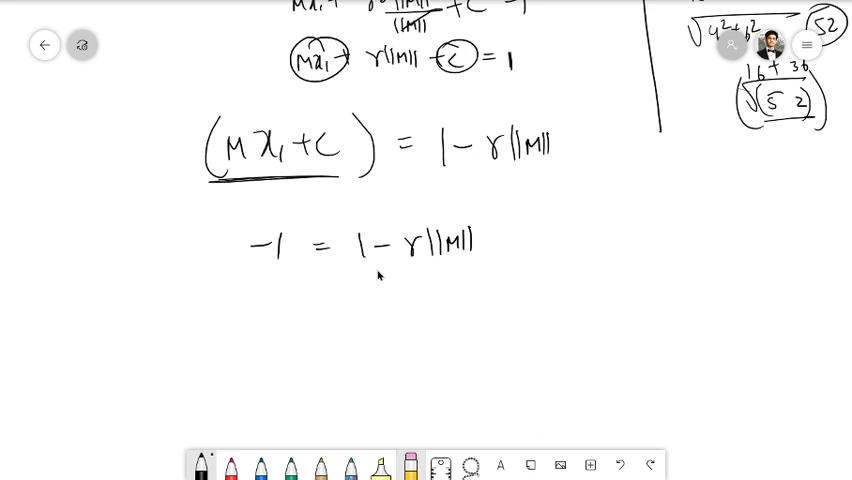 ||M||
||M||
Mx₁ + r||M|| + C = 1
(Mx₁ + C) = 1 - r||M||
-1 = 1 - r||M||
√4²+6² 52
16 + 36
(√(52))
A